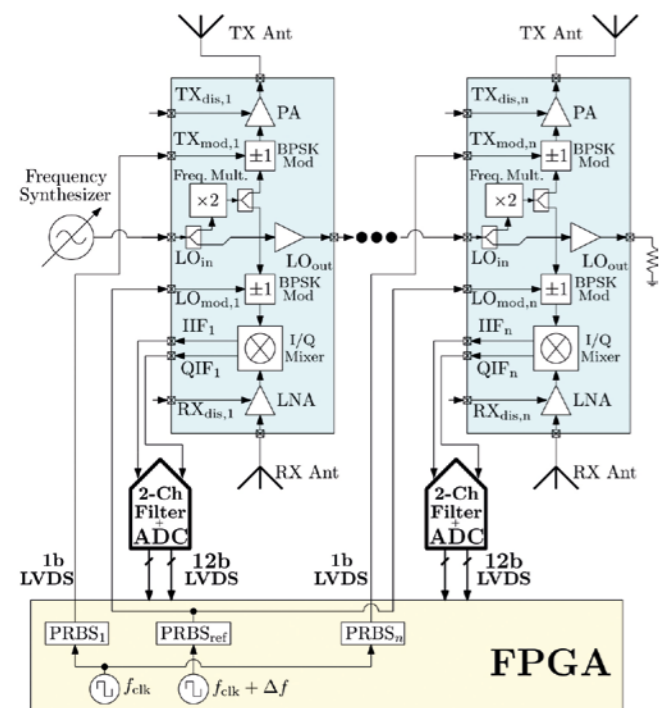 TX Ant
TX Ant
TXdis,1
PA
TXdis,n
PA
TXmod,1
±1
BPSK
Mod
TXmod,n
±1
BPSK
Mod
Frequency
Synthesizer
Freq. Mult.
×2
Freq. Mult.
×2
LOin
LOout
LOin
LOout
LOmod,1
±1
BPSK
Mod
LOmod,n
±1
BPSK
Mod
IIF1
I/Q
Mixer
IIFn
I/Q
Mixer
QIF1
QIFn
RXdis,1
LNA
RXdis,n
LNA
RX Ant
RX Ant
2-Ch
Filter
+
ADC
2-Ch
Filter
+
ADC
1b
LVDS
12b
LVDS
1b
LVDS
12b
LVDS
PRBS1
PRBSref
PRBSn
FPGA
fclk
fclk + Δf